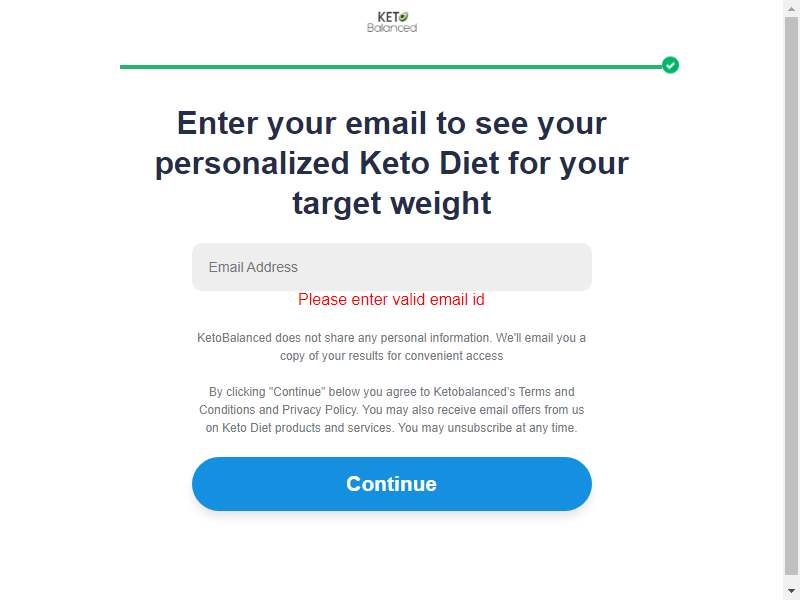 KETO
Balanced
Enter your email to see your
personalized Keto Diet for your
target weight
Email Address
Please enter valid email id
KetoBalanced does not share any personal information. We'll email you a
copy of your results for convenient access
By clicking "Continue" below you agree to Ketobalanced's Terms and
Conditions and Privacy Policy. You may also receive email offers from us
on Keto Diet products and services. You may unsubscribe at any time.
Continue